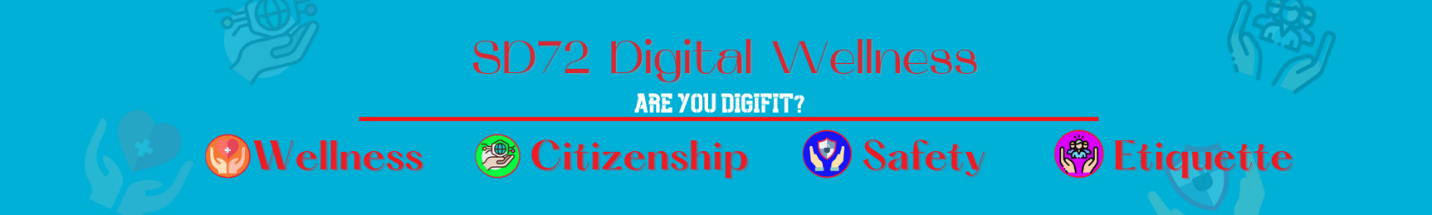 SD72 Digital Wellness
ARE YOU DIGIFIT?
Wellness Citizenship Safety Etiquette